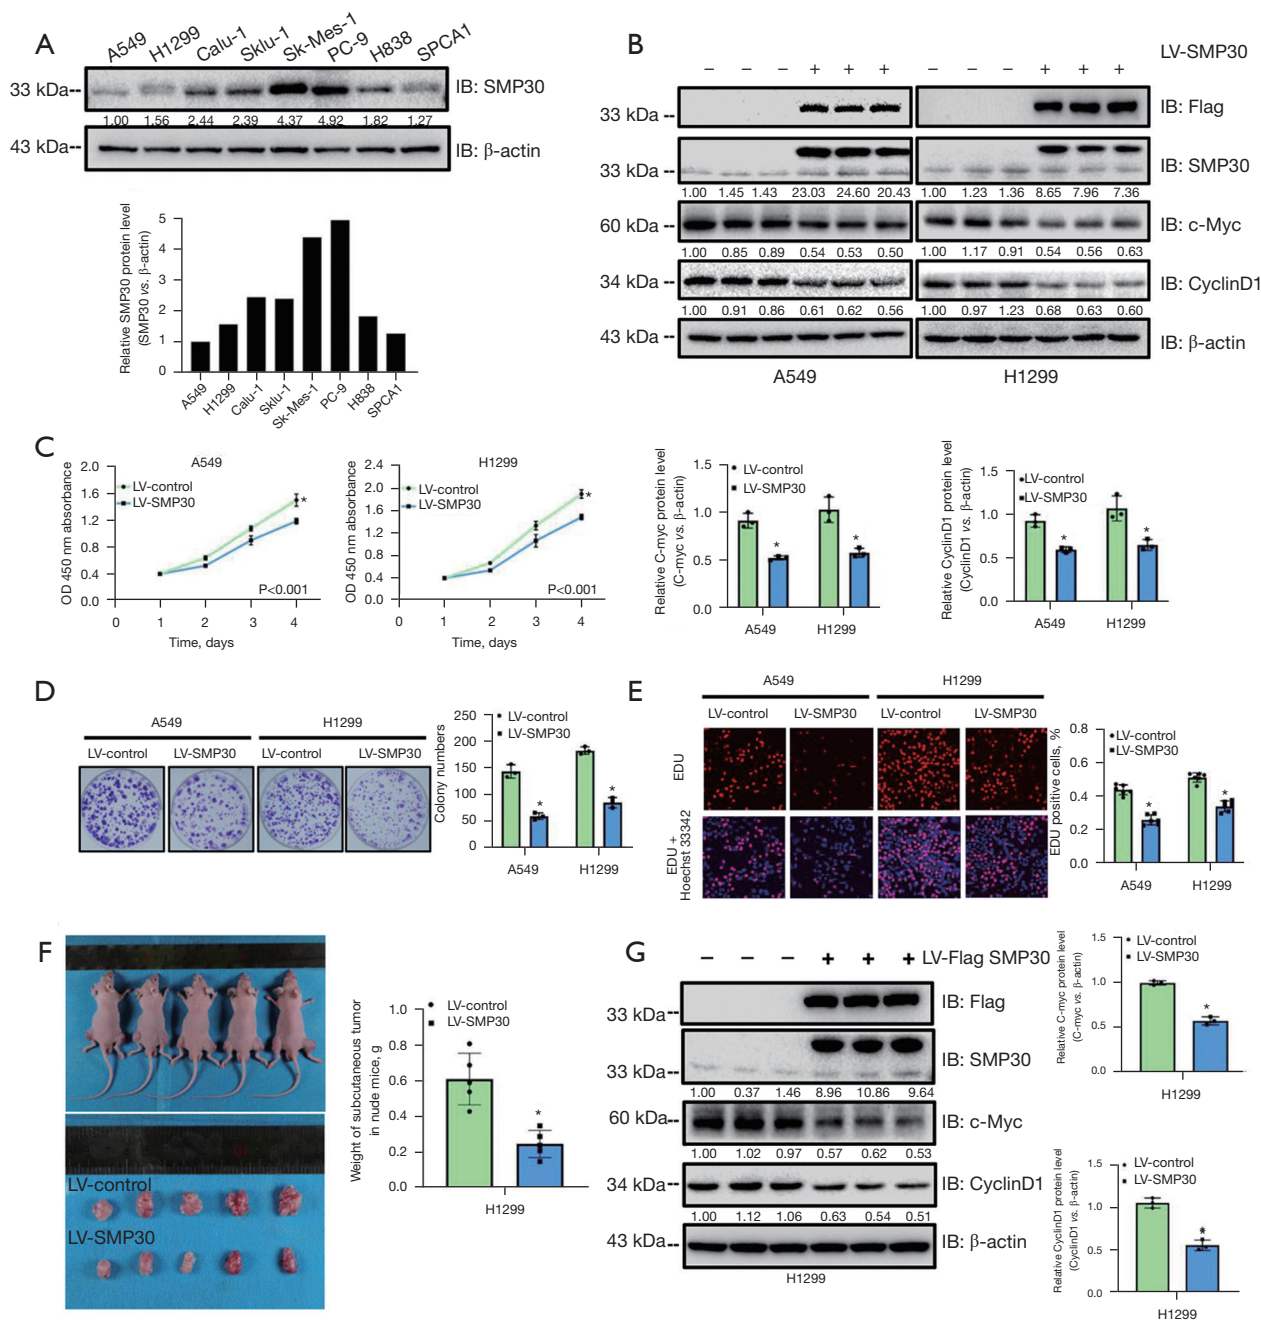 A
A549 H1299 Calu-1 Sklu-1 Sk-Mes-1 PC-9 H838 SPCA1
33 kDa-- IB: SMP30
1.00 1.56 2.44 2.39 4.37 4.92 1.82 1.27
43 kDa-- IB: β-actin
Relative SMP30 protein level
(SMP30 vs. β-actin)
5
4
3
2
1
0
A549 H1299 Calu-1 Sklu-1 Sk-Mes-1 PC-9 H838 SPCA1
B
LV-SMP30
– – – + + + – – – + + +
33 kDa -- IB: Flag
33 kDa -- IB: SMP30
1.00 1.45 1.43 23.03 24.60 20.43 1.00 1.23 1.36 8.65 7.96 7.36
60 kDa -- IB: c-Myc
1.00 0.85 0.89 0.54 0.53 0.50 1.00 1.17 0.91 0.54 0.56 0.63
34 kDa -- IB: CyclinD1
1.00 0.91 0.86 0.61 0.62 0.56 1.00 0.97 1.23 0.68 0.63 0.60
43 kDa -- IB: β-actin
A549 H1299
Relative C-myc protein level
(C-myc vs. β-actin)
1.5
1.0
0.5
0.0
LV-control
LV-SMP30
* *
A549 H1299
Relative CyclinD1 protein level
(CyclinD1 vs. β-actin)
1.5
1.0
0.5
0.0
LV-control
LV-SMP30
* *
A549 H1299
C
A549
OD 450 nm absorbance
2.0
1.6
1.2
0.8
0.4
0.0
LV-control
LV-SMP30
*
P<0.001
0 1 2 3 4
Time, days
H1299
OD 450 nm absorbance
2.4
2.0
1.6
1.2
0.8
0.4
0.0
LV-control
LV-SMP30
*
P<0.001
0 1 2 3 4
Time, days
D
A549 H1299
LV-control LV-SMP30 LV-control LV-SMP30
Colony numbers
250
200
150
100
50
0
LV-control
LV-SMP30
* *
A549 H1299
E
A549 H1299
LV-control LV-SMP30 LV-control LV-SMP30
EDU
EDU +
Hoechst 33342
EDU positive cells, %
0.8
0.6
0.4
0.2
0.0
LV-control
LV-SMP30
* *
A549 H1299
F
LV-control
LV-SMP30
Weight of subcutaneous tumor
in nude mice, g
1.0
0.8
0.6
0.4
0.2
0.0
LV-control
LV-SMP30
*
H1299
G
– – – + + + LV-Flag SMP30
33 kDa-- IB: Flag
33 kDa-- IB: SMP30
1.00 0.37 1.46 8.96 10.86 9.64
60 kDa-- IB: c-Myc
1.00 1.02 0.97 0.57 0.62 0.53
34 kDa-- IB: CyclinD1
1.00 1.12 1.06 0.63 0.54 0.51
43 kDa-- IB: β-actin
H1299
Relative C-myc protein level
(C-myc vs. β-actin)
1.5
1.0
0.5
0.0
LV-control
LV-SMP30
*
H1299
Relative CyclinD1 protein level
(CyclinD1 vs. β-actin)
1.5
1.0
0.5
0.0
LV-control
LV-SMP30
*
H1299